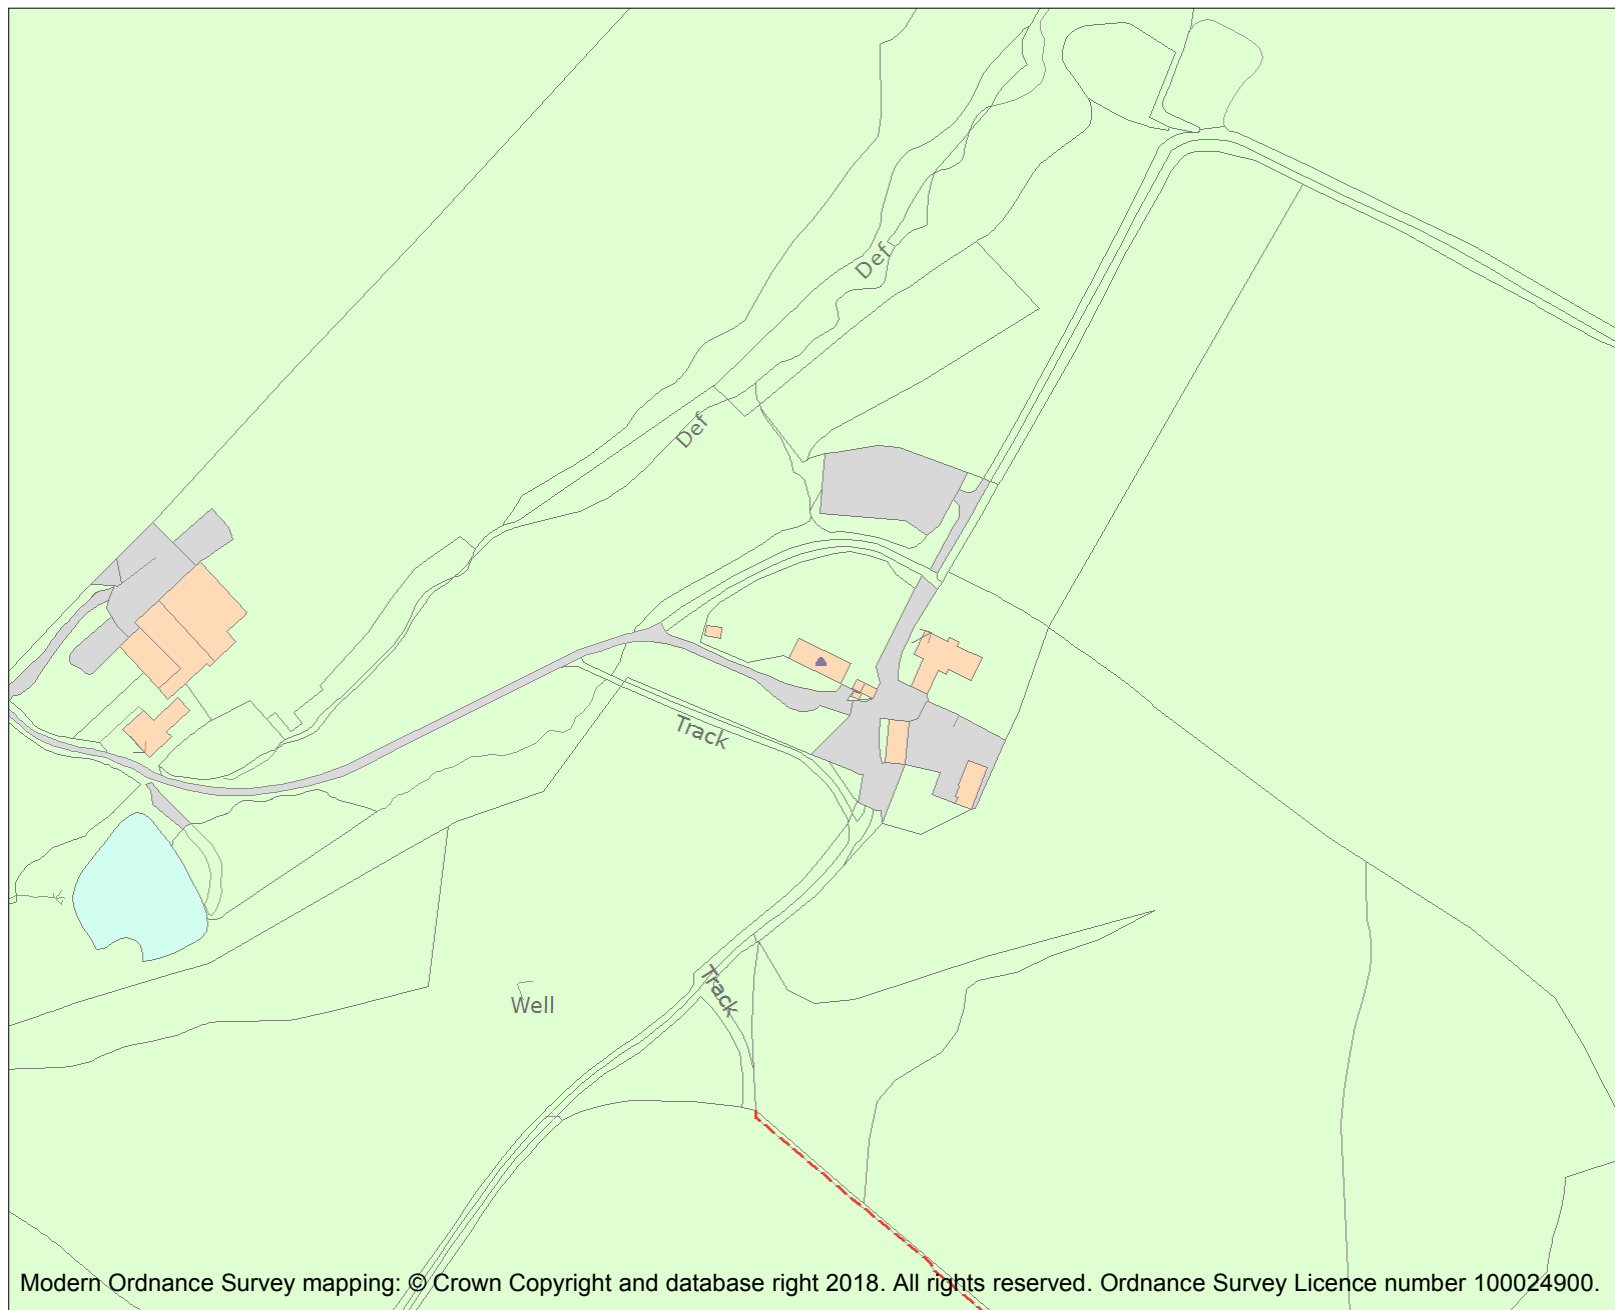 Def
Def
Track
Track
Well
Modern Ordnance Survey mapping: © Crown Copyright and database right 2018. All rights reserved. Ordnance Survey Licence number 100024900.